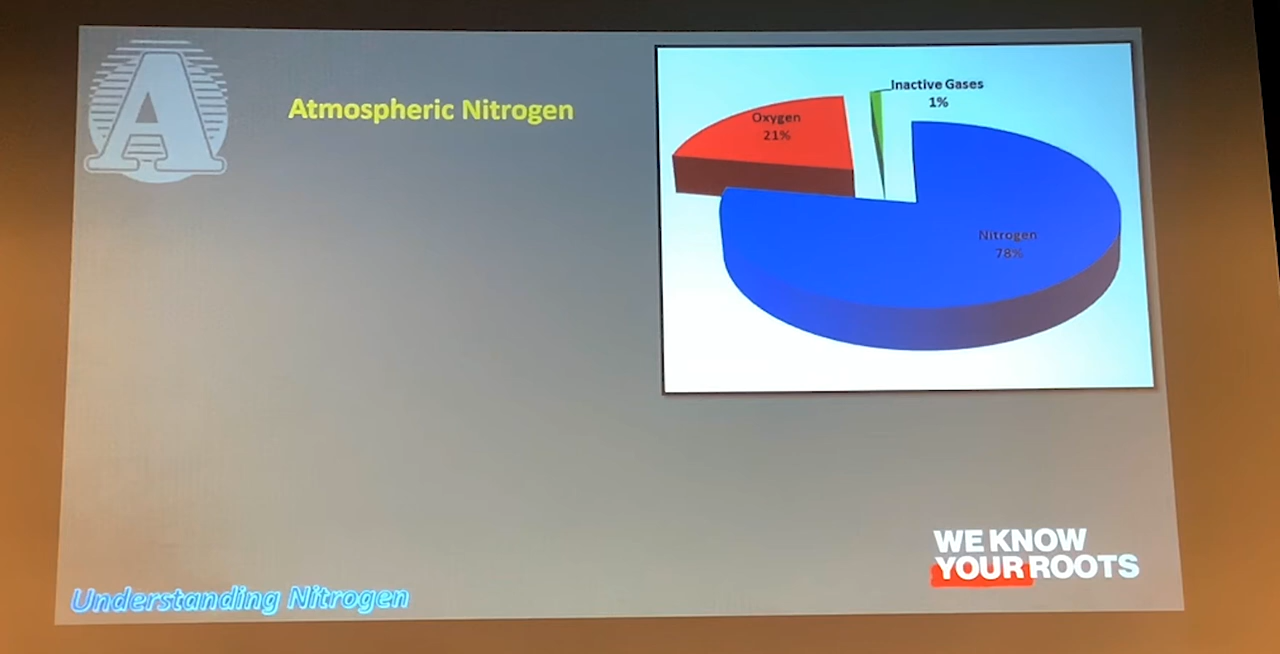 A
Atmospheric Nitrogen
Inactive Gases
1%
Oxygen
21%
Nitrogen
78%
WE KNOW
YOUR ROOTS
Understanding Nitrogen